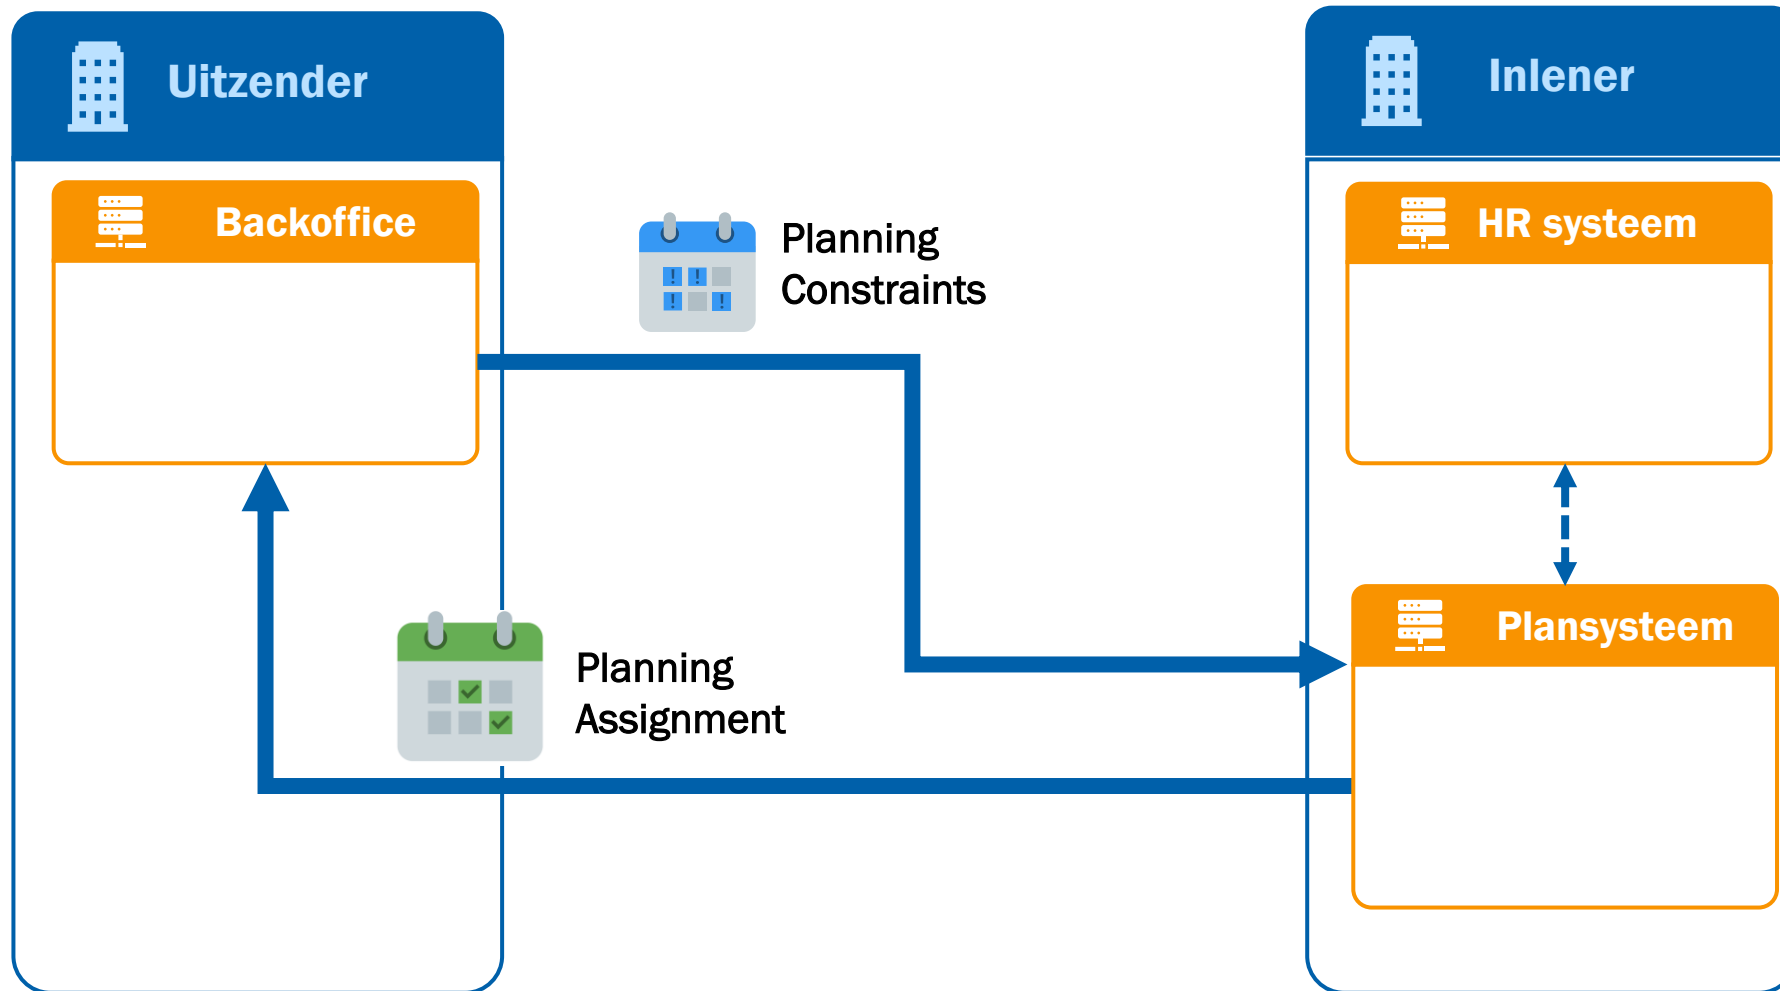 Uitzender
Inlener
Backoffice
HR systeem
Planning
Constraints
Plansysteem
Planning
Assignment